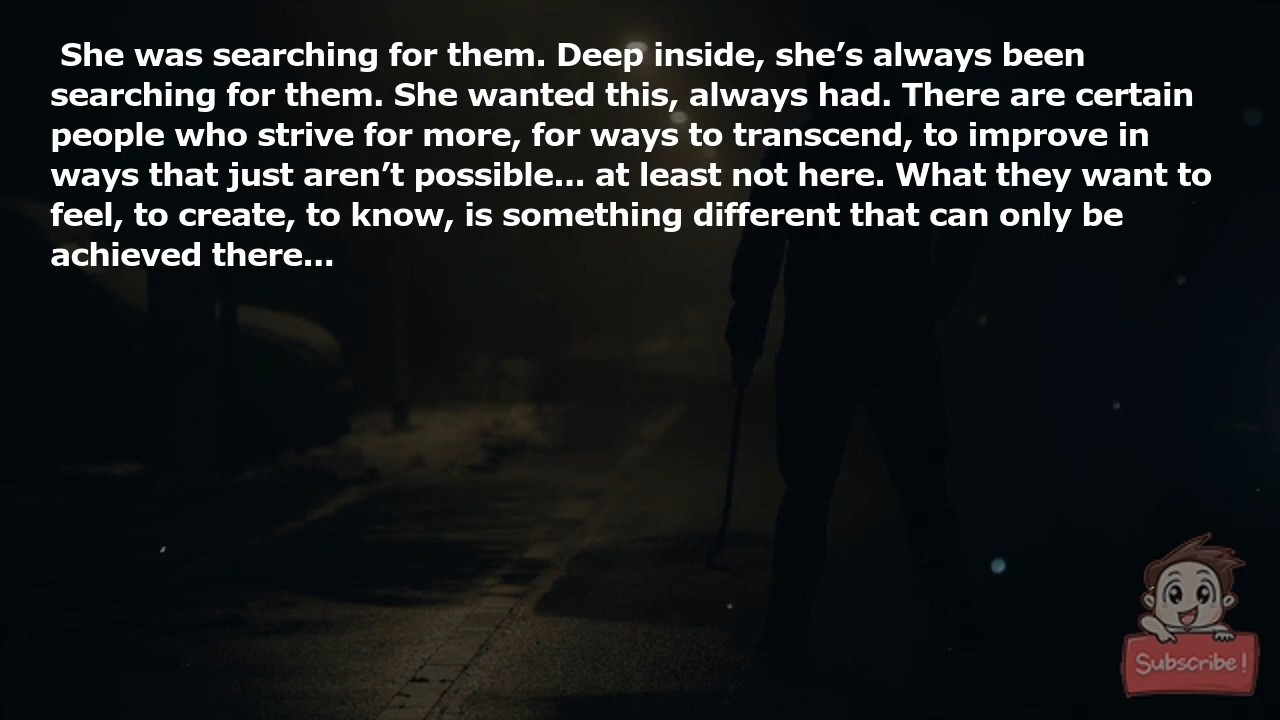 She was searching for them. Deep inside, she’s always been
searching for them. She wanted this, always had. There are certain
people who strive for more, for ways to transcend, to improve in
ways that just aren’t possible... at least not here. What they want to
feel, to create, to know, is something different that can only be
achieved there...
Subscribe!